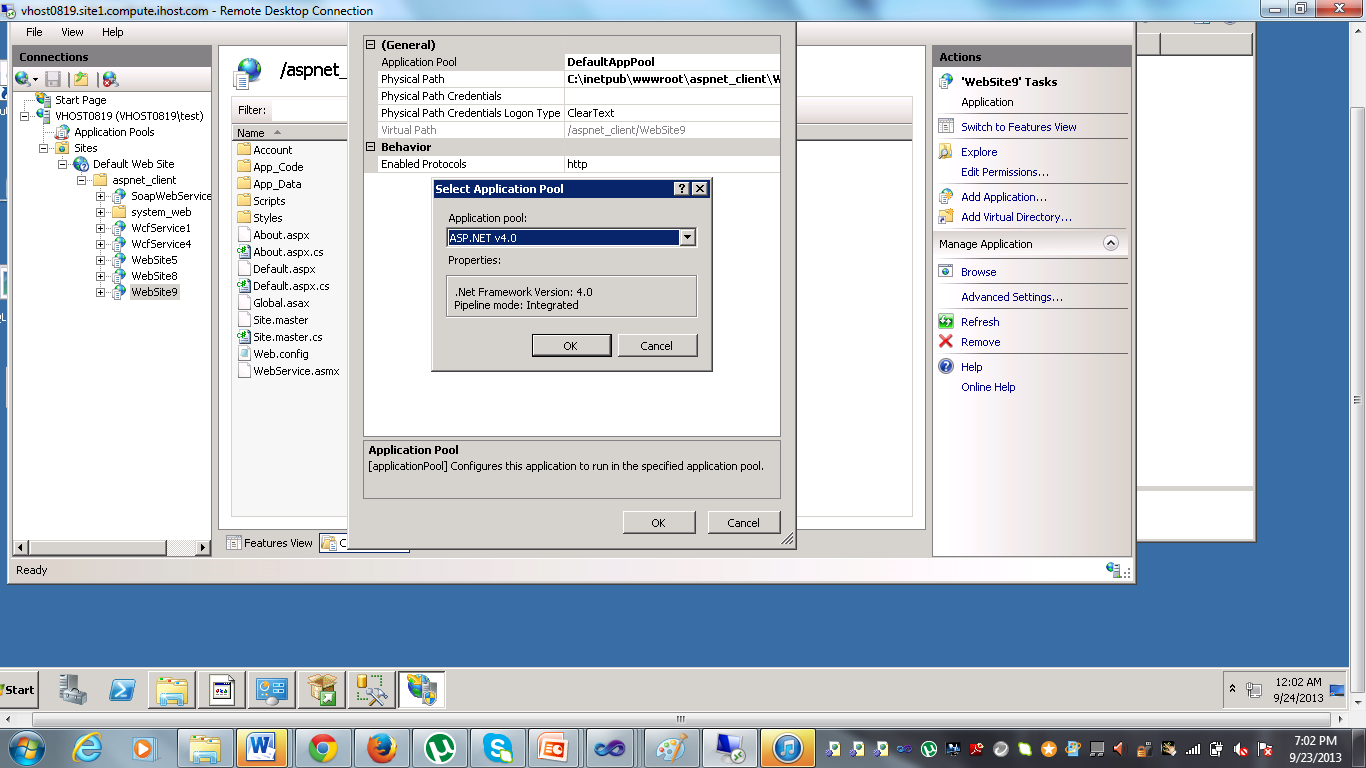 vhost0819.site1.compute.ihost.com - Remote Desktop Connection
File View Help
Connections
Start Page
VHOST0819 (VHOST0819\test)
Application Pools
Sites
Default Web Site
aspnet_client
SoapWebService
system_web
WcfService1
WcfService4
WebSite5
WebSite8
WebSite9
/aspnet_
Filter:
Name
Account
App_Code
App_Data
Scripts
Styles
About.aspx
About.aspx.cs
Default.aspx
Default.aspx.cs
Global.asax
Site.master
Site.master.cs
Web.config
WebService.asmx
Features View
(General)
Application Pool DefaultAppPool
Physical Path C:\inetpub\wwwroot\aspnet_client\W
Physical Path Credentials
Physical Path Credentials Logon Type ClearText
Virtual Path /aspnet_client/WebSite9
Behavior
Enabled Protocols http
Select Application Pool
Application pool:
ASP.NET v4.0
Properties:
.Net Framework Version: 4.0
Pipeline mode: Integrated
OK Cancel
Application Pool
[applicationPool] Configures this application to run in the specified application pool.
OK Cancel
Actions
'WebSite9' Tasks
Application
Switch to Features View
Explore
Edit Permissions...
Add Application...
Add Virtual Directory...
Manage Application
Browse
Advanced Settings...
Refresh
Remove
Help
Online Help
Ready
Start
12:02 AM
9/24/2013
7:02 PM
9/23/2013